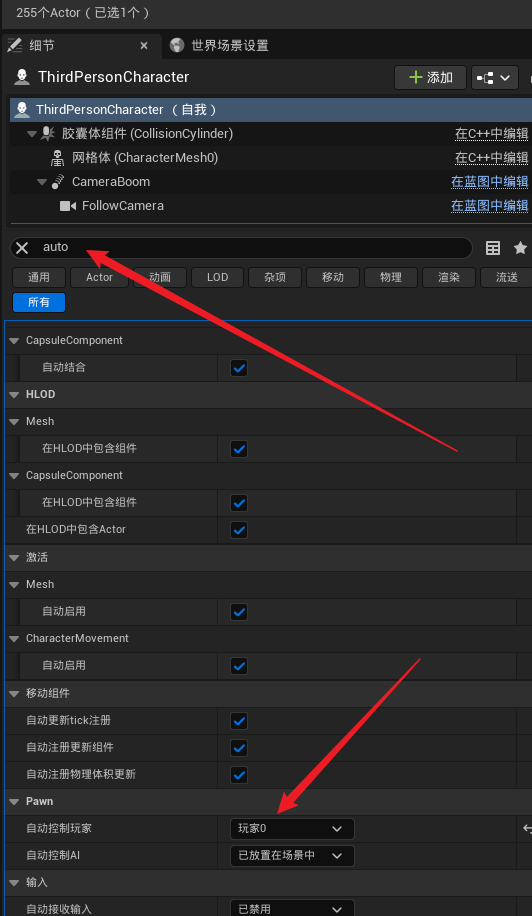 255个Actor（已选1个）
细节
世界场景设置
ThirdPersonCharacter
添加
ThirdPersonCharacter （自我）
胶囊体组件 (CollisionCylinder) 在C++中编辑
网格体 (CharacterMesh0) 在C++中编辑
CameraBoom 在蓝图中编辑
FollowCamera 在蓝图中编辑
auto
通用 Actor 动画 LOD 杂项 移动 物理 渲染 流送
所有
CapsuleComponent
自动结合
HLOD
Mesh
在HLOD中包含组件
CapsuleComponent
在HLOD中包含组件
在HLOD中包含Actor
激活
Mesh
自动启用
CharacterMovement
自动启用
移动组件
自动更新tick注册
自动注册更新组件
自动注册物理体积更新
Pawn
自动控制玩家 玩家0
自动控制AI 已放置在场景中
输入
自动接收输入 已禁用